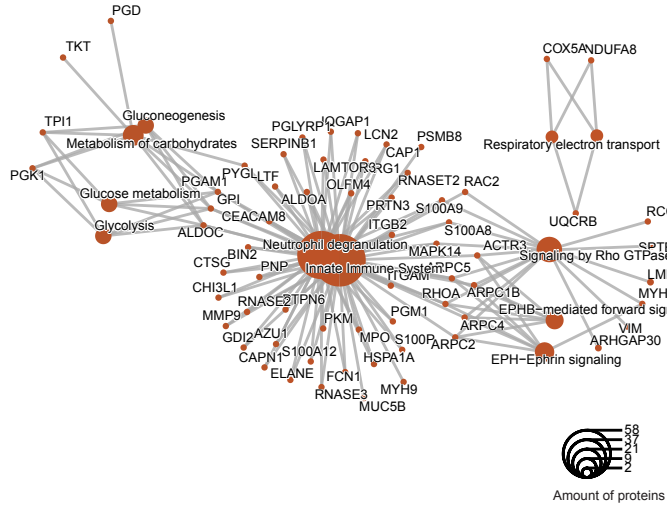 PGD
TKT
COX5A
NDUFA8
TPI1
Gluconeogenesis
PGLYRP1
IQGAP1
LCN2
PSMB8
SERPINB1
CAP1
Metabolism of carbohydrates
Respiratory electron transport
PGK1
PYGL
LTF
LAMTOR3
RNASET2
RAC2
PGAM1
OLFM4
Glucose metabolism
GPI
ALDOA
PRTN3
S100A9
CEACAM8
ITGB2
S100A8
UQCRB
Glycolysis
ALDOC
Neutrophil degranulation
MAPK14
ACTR3
BIN2
Signaling by Rho GTPase
CTSG
PNP
Innate Immune System
ARPC5
ITGAM
CHI3L1
RHOA
ARPC1B
MMP9
RNASE2
PTPN6
PGM1
EPHB-mediated forward sig
GDI2
AZU1
PKM
MPO
S100P
ARPC4
VIM
CAPN1
S100A12
HSPA1A
ARPC2
ARHGAP30
ELANE
FCN1
EPH-Ephrin signaling
RNASE3
MYH9
MUC5B
58
37
21
9
2
Amount of proteins